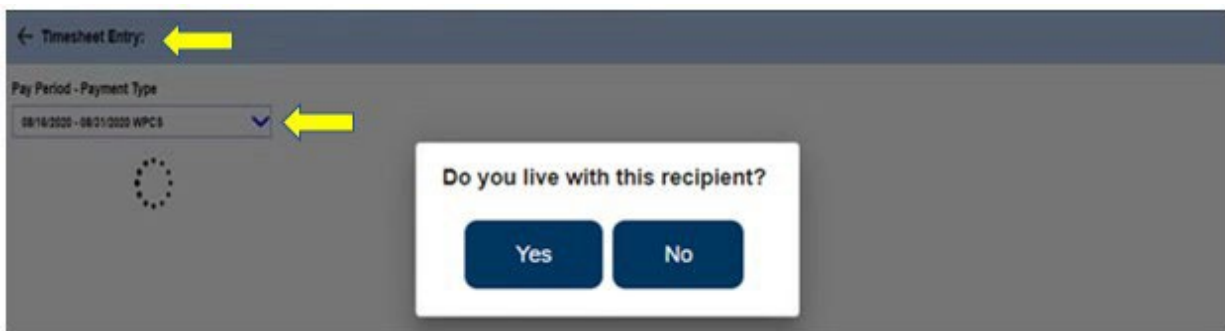 ← Timesheet Entry:
Pay Period - Payment Type
08/16/2020 - 08/31/2020 WPCS
Do you live with this recipient?
Yes No